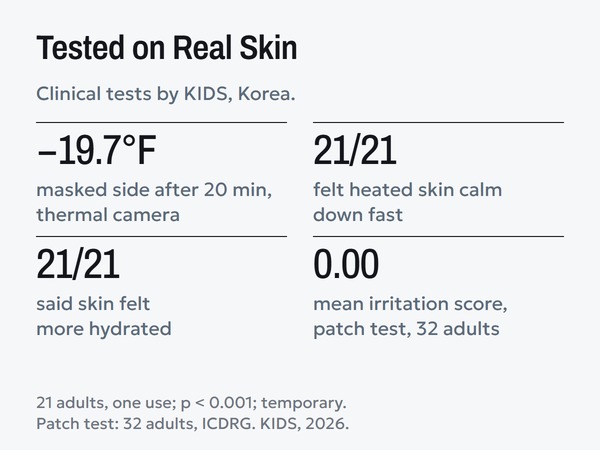 Tested on Real Skin
Clinical tests by KIDS, Korea.
−19.7°F
masked side after 20 min,
thermal camera
21/21
felt heated skin calm
down fast
21/21
said skin felt
more hydrated
0.00
mean irritation score,
patch test, 32 adults
21 adults, one use; p < 0.001; temporary.
Patch test: 32 adults, ICDRG. KIDS, 2026.